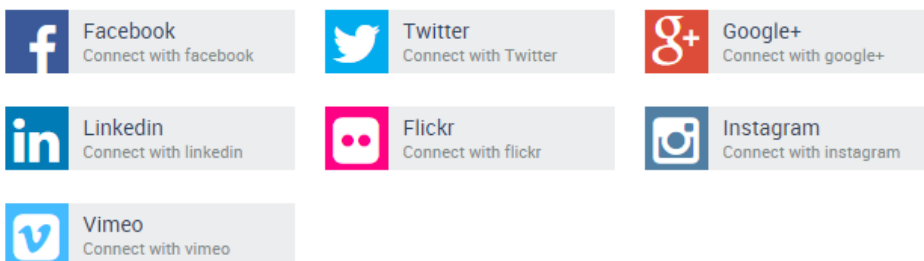 Facebook
Connect with facebook
Twitter
Connect with Twitter
Google+
Connect with google+
Linkedin
Connect with linkedin
Flickr
Connect with flickr
Instagram
Connect with instagram
Vimeo
Connect with vimeo